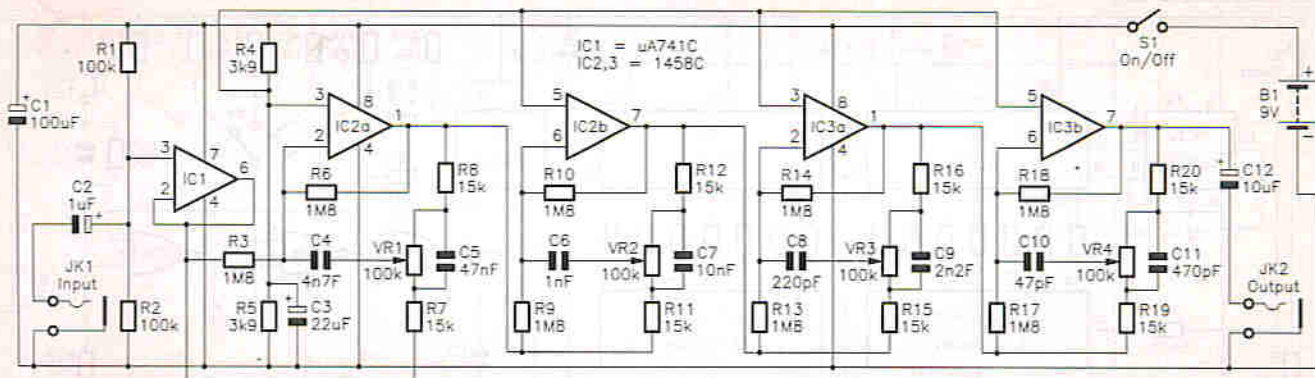 R1
100k
R4
3k9
IC1 = uA741C
IC2,3 = 1458C
S1
On/Off
+
C1
100uF
3
2
8
1
4
IC2a
5
6
7
IC2b
3
2
8
1
4
IC3a
5
6
7
IC3b
+
B1
9V
-
3
2
7
6
4
IC1
C2
1uF
+
R6
1M8
R8
15k
R10
1M8
R12
15k
R14
1M8
R16
15k
R18
1M8
R20
15k
+
C12
10uF
R3
1M8
C4
4n7F
VR1
100k
C5
47nF
C6
1nF
VR2
100k
C7
10nF
C8
220pF
VR3
100k
C9
2n2F
C10
47pF
VR4
100k
C11
470pF
JK1
Input
R2
100k
R5
3k9
+
C3
22uF
R7
15k
R9
1M8
R11
15k
R13
1M8
R15
15k
R17
1M8
R19
15k
JK2
Output